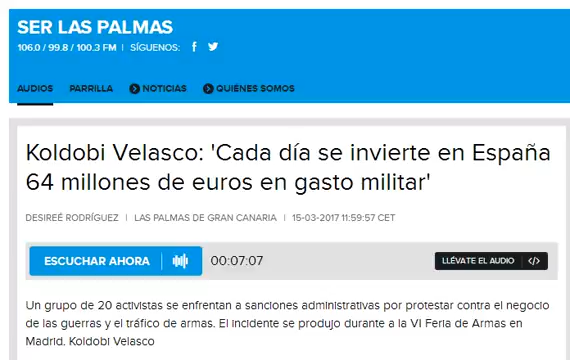 SER LAS PALMAS
106.0 / 99.8 / 100.3 FM | SÍGUENOS:
AUDIOS PARRILLA NOTICIAS QUIÉNES SOMOS
Koldobi Velasco: 'Cada día se invierte en España
64 millones de euros en gasto militar'
DESIREÉ RODRÍGUEZ | LAS PALMAS DE GRAN CANARIA | 15-03-2017 11:59:57 CET
ESCUCHAR AHORA 00:07:07 LLÉVATE EL AUDIO </>
Un grupo de 20 activistas se enfrentan a sanciones administrativas por protestar contra el negocio
de las guerras y el tráfico de armas. El incidente se produjo durante a la VI Feria de Armas en
Madrid. Koldobi Velasco